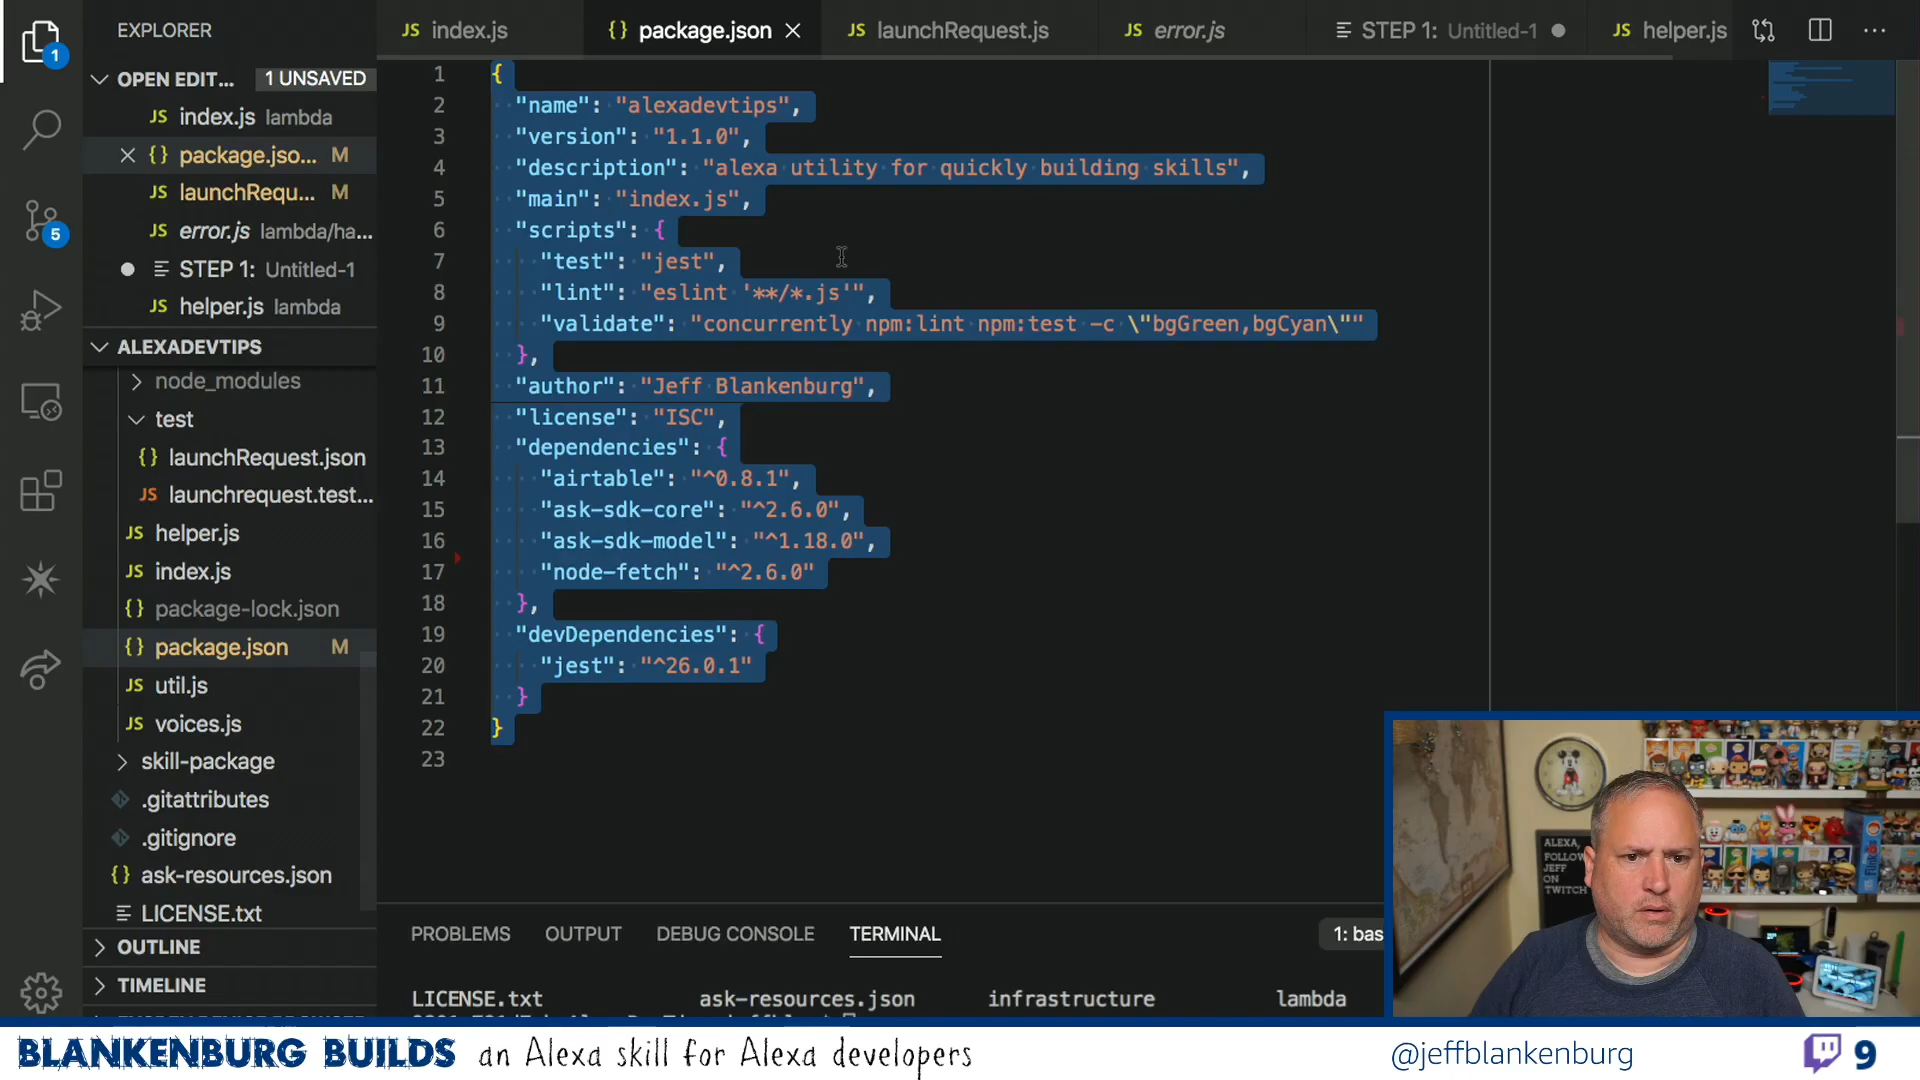 EXPLORER
OPEN EDIT... 1 UNSAVED
JS index.js lambda
{} package.jso... M
launchRequ... M
JS error.js lambda/ha...
STEP 1: Untitled-1
JS helper.js lambda
ALEXADEVTIPS
node_modules
test
{} launchRequest.json
JS launchrequest.test...
JS helper.js
JS index.js
{} package-lock.json
{} package.json M
JS util.js
JS voices.js
skill-package
.gitattributes
.gitignore
{} ask-resources.json
LICENSE.txt
OUTLINE
TIMELINE
1
5
JS index.js
{} package.json
JS launchRequest.js
JS error.js
STEP 1: Untitled-1
JS helper.js
1 {
2 "name": "alexadevtips",
3 "version": "1.1.0",
4 "description": "alexa utility for quickly building skills",
5 "main": "index.js",
6 "scripts": {
7 "test": "jest",
8 "lint": "eslint '**/*.js'",
9 "validate": "concurrently npm:lint npm:test -c \"bgGreen,bgCyan\""
10 },
11 "author": "Jeff Blankenburg",
12 "license": "ISC",
13 "dependencies": {
14 "airtable": "^0.8.1",
15 "ask-sdk-core": "^2.6.0",
16 "ask-sdk-model": "^1.18.0",
17 "node-fetch": "^2.6.0"
18 },
19 "devDependencies": {
20 "jest": "^26.0.1"
21 }
22 }
23
PROBLEMS OUTPUT DEBUG CONSOLE TERMINAL 1: bas
LICENSE.txt ask-resources.json infrastructure lambda
ALEXA,
FOLLOW
JEFF
ON
TWITCH
BLANKENBURG BUILDS an Alexa skill for Alexa developers
@jeffblankenburg 9